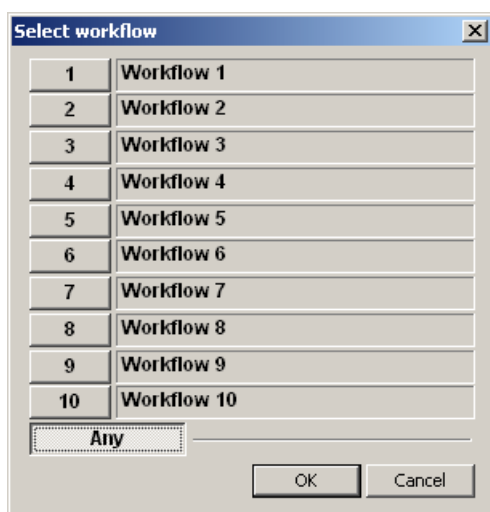 Select workflow
1 Workflow 1
2 Workflow 2
3 Workflow 3
4 Workflow 4
5 Workflow 5
6 Workflow 6
7 Workflow 7
8 Workflow 8
9 Workflow 9
10 Workflow 10
Any
OK Cancel